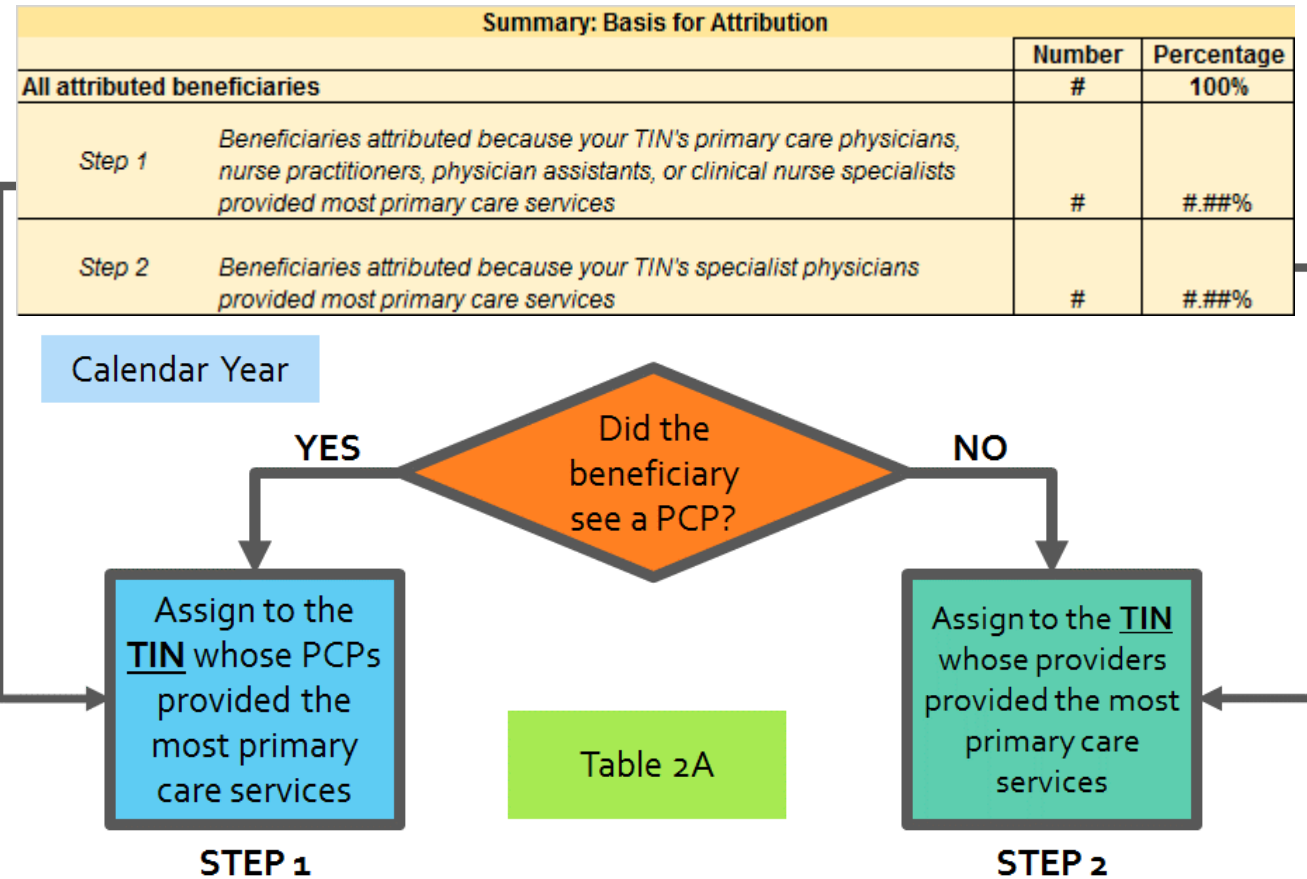 Summary: Basis for Attribution
Number Percentage
All attributed beneficiaries # 100%
Step 1
Beneficiaries attributed because your TIN's primary care physicians,
nurse practitioners, physician assistants, or clinical nurse specialists
provided most primary care services # #.##%
Step 2 Beneficiaries attributed because your TIN's specialist physicians
provided most primary care services # #.##%
Calendar Year
Did the
beneficiary
see a PCP?
YES
NO
Assign to the
TIN whose PCPs
provided the
most primary
care services
STEP 1
Table 2A
Assign to the TIN
whose providers
provided the most
primary care
services
STEP 2